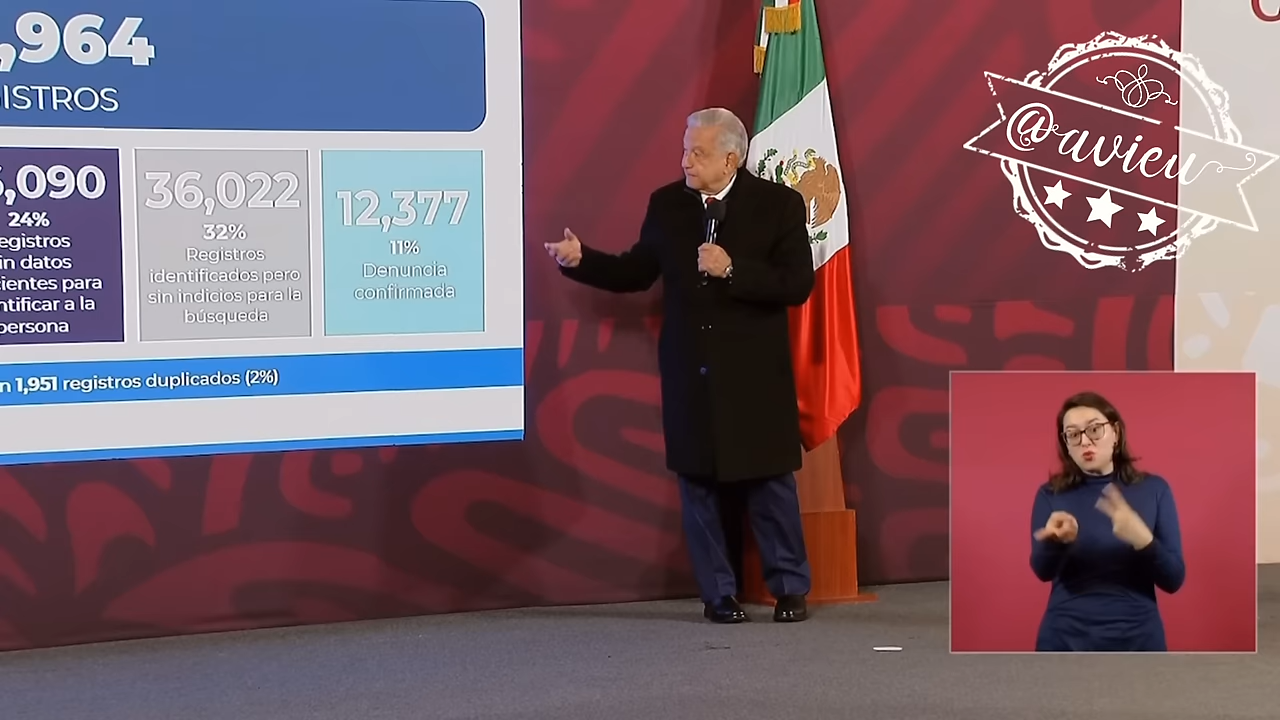 ,964
ISTROS
,090
24%
egistros
in datos
cientes para
ntificar a la
persona
36,022
32%
Registros
identificados pero
sin indicios para la
búsqueda
12,377
11%
Denuncia
confirmada
n 1,951 registros duplicados (2%)
@avieu